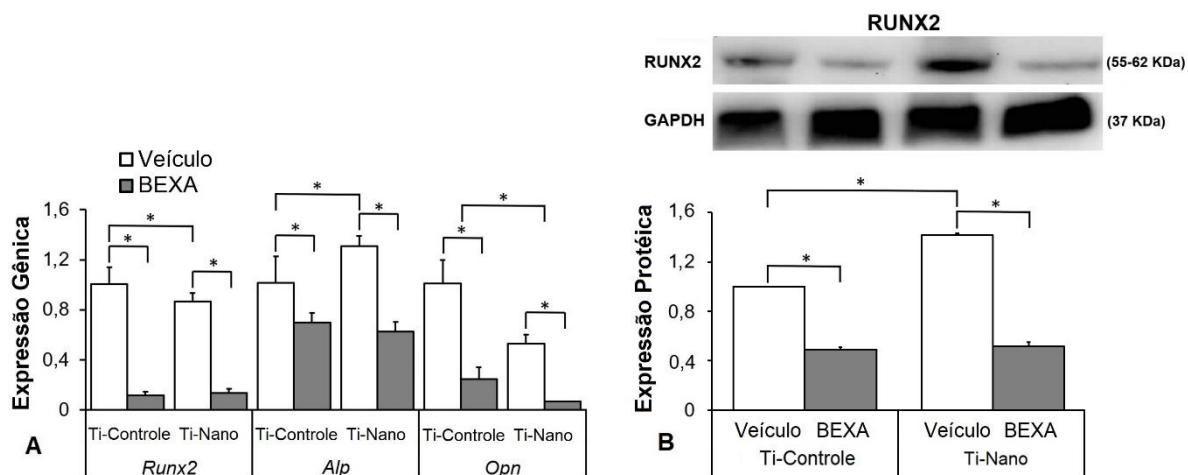 Veículo
BEXA
Expressão Gênica
1,6
1,2
0,8
0,4
0
* * * * * * * * *
Ti-Controle Ti-Nano Ti-Controle Ti-Nano Ti-Controle Ti-Nano
Runx2 Alp Opn
A
RUNX2
RUNX2 (55-62 KDa)
GAPDH (37 KDa)
Expressão Protéica
1,6
1,2
0,8
0,4
0
* * *
Veículo BEXA Veículo BEXA
Ti-Controle Ti-Nano
B